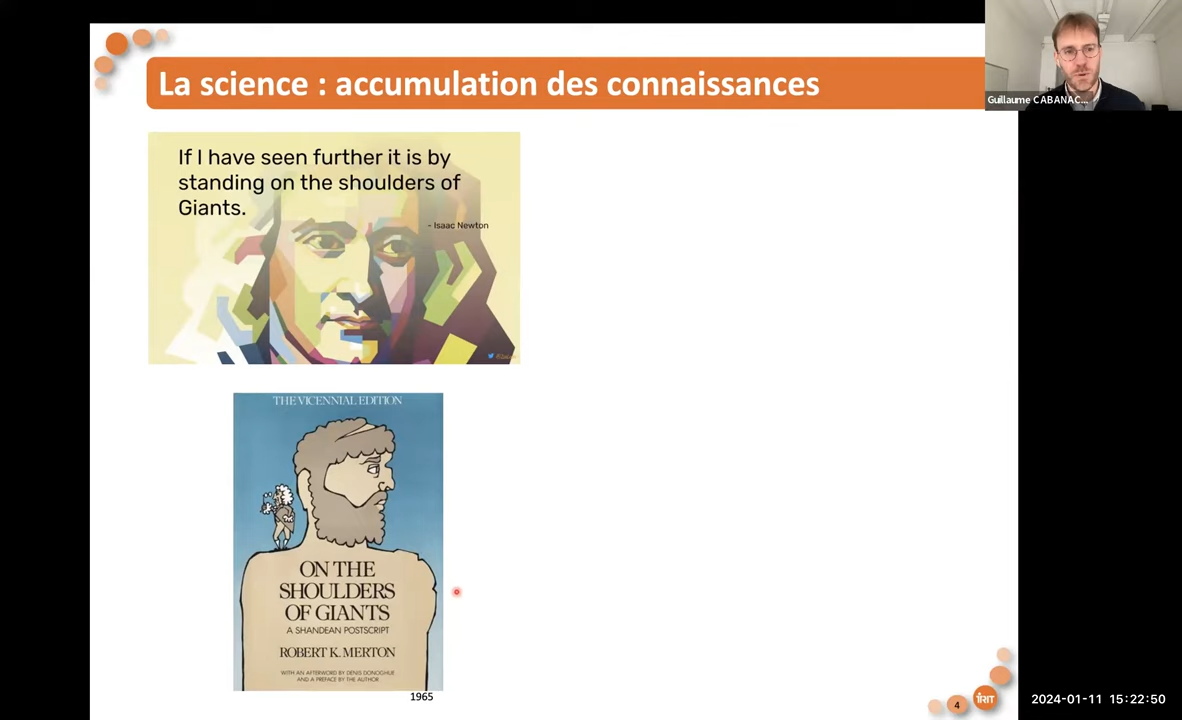 La science : accumulation des connaissances
Guillaume CABANAC...
If I have seen further it is by
standing on the shoulders of
Giants.
- Isaac Newton
THE VICENNIAL EDITION
ON THE
SHOULDERS
OF GIANTS
A SHANDEAN POSTSCRIPT
ROBERT K. MERTON
WITH AN AFTERWORD BY DENIS DONOGHUE
AND A PREFACE BY THE AUTHOR
1965
4
IRIT
2024-01-11 15:22:50